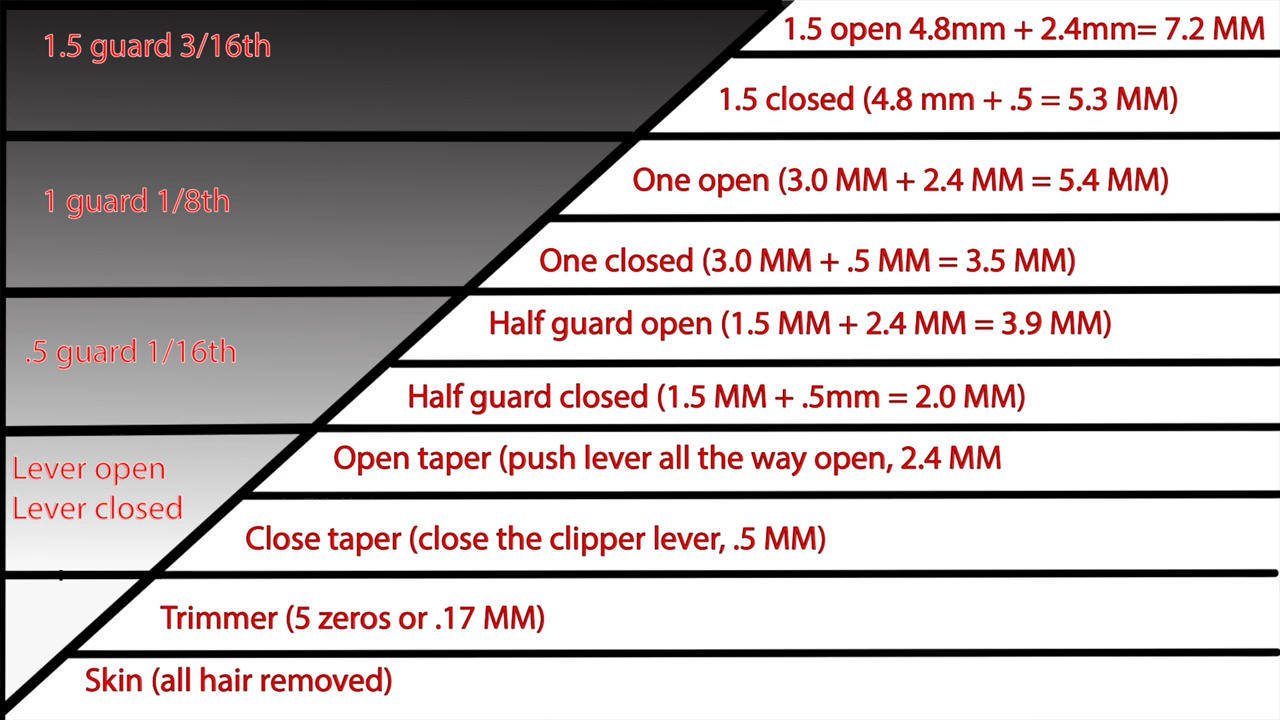 1.5 guard 3/16th
1.5 open 4.8mm + 2.4mm= 7.2 MM
1.5 closed (4.8 mm + .5 = 5.3 MM)
1 guard 1/8th
One open (3.0 MM + 2.4 MM = 5.4 MM)
One closed (3.0 MM + .5 MM = 3.5 MM)
.5 guard 1/16th
Half guard open (1.5 MM + 2.4 MM = 3.9 MM)
Half guard closed (1.5 MM + .5mm = 2.0 MM)
Lever open
Lever closed
Open taper (push lever all the way open, 2.4 MM
Close taper (close the clipper lever, .5 MM)
Trimmer (5 zeros or .17 MM)
Skin (all hair removed)